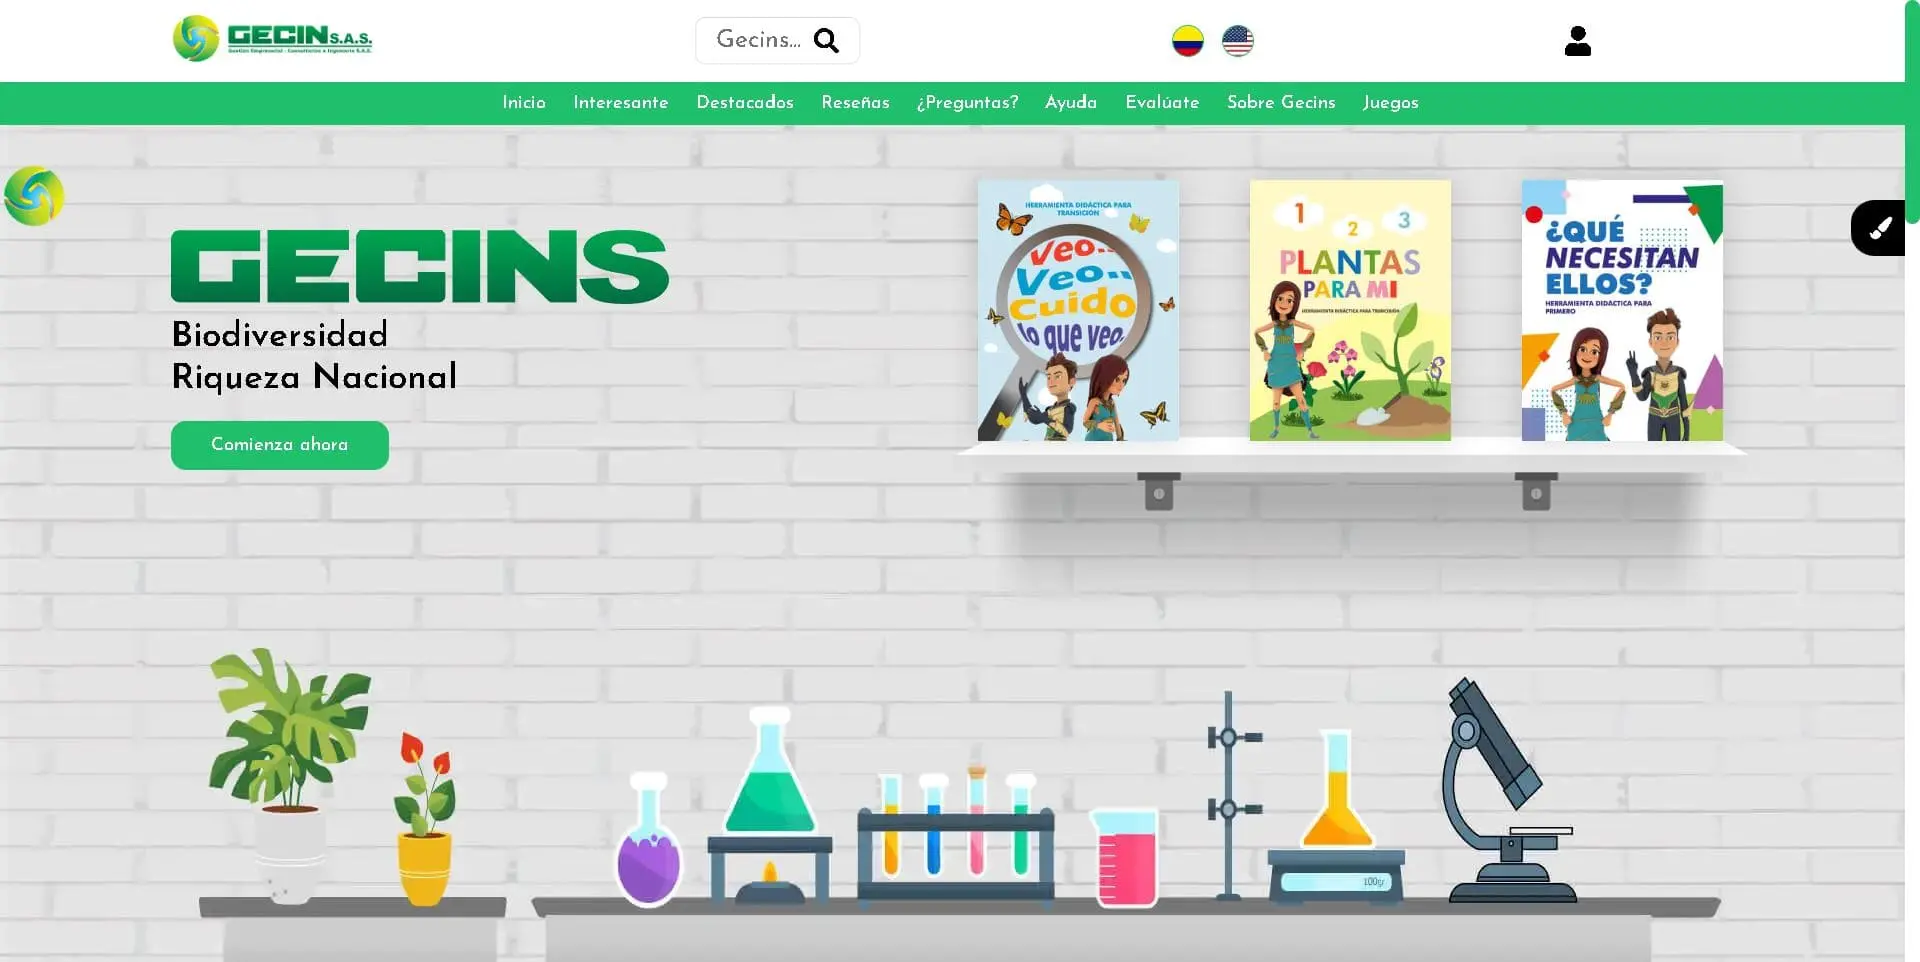 GECIN S.A.S.
Gestión Empresarial - Consultorías e Ingeniería S.A.S.
Gecins...
Inicio
Interesante
Destacados
Reseñas
¿Preguntas?
Ayuda
Evalúate
Sobre Gecins
Juegos
GECINS
Biodiversidad
Riqueza Nacional
Comienza ahora
HERRAMIENTA DIDÁCTICA PARA
TRANSICIÓN
Veo..
Veo..
Cuido
lo que veo.
1 2 3
PLANTAS
PARA MI
HERRAMIENTA DIDÁCTICA PARA TRANSICIÓN
¿QUÉ
NECESITAN
ELLOS?
HERRAMIENTA DIDÁCTICA PARA
PRIMERO
100gr